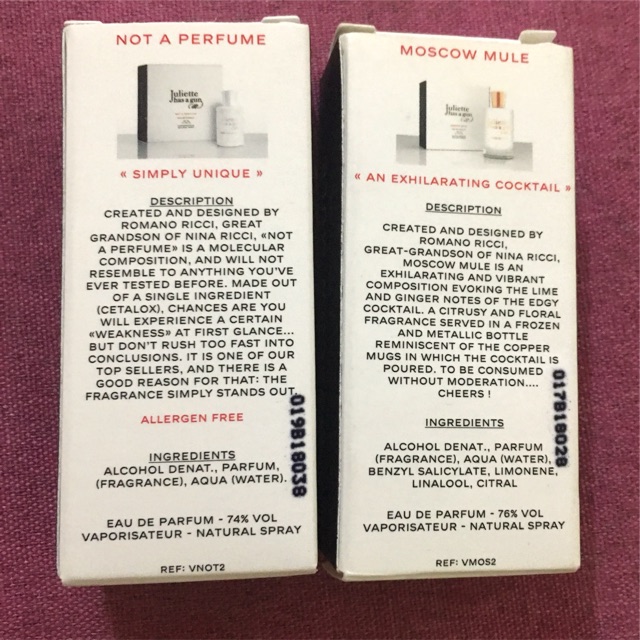 NOT A PERFUME
Juliette
has a gun
« SIMPLY UNIQUE »
DESCRIPTION
CREATED AND DESIGNED BY
ROMANO RICCI, GREAT
GRANDSON OF NINA RICCI, «NOT
A PERFUME» IS A MOLECULAR
COMPOSITION, AND WILL NOT
RESEMBLE TO ANYTHING YOU'VE
EVER TESTED BEFORE. MADE OUT
OF A SINGLE INGREDIENT
(CETALOX), CHANCES ARE YOU
WILL EXPERIENCE A CERTAIN
«WEAKNESS» AT FIRST GLANCE...
BUT DON'T RUSH TOO FAST INTO
CONCLUSIONS. IT IS ONE OF OUR
TOP SELLERS, AND THERE IS A
GOOD REASON FOR THAT: THE
FRAGRANCE SIMPLY STANDS OUT.
ALLERGEN FREE
INGREDIENTS
ALCOHOL DENAT., PARFUM,
(FRAGRANCE), AQUA (WATER).
EAU DE PARFUM - 74% VOL
VAPORISATEUR - NATURAL SPRAY
REF: VNOT2
019B18038
MOSCOW MULE
Juliette
has a gun
« AN EXHILARATING COCKTAIL »
DESCRIPTION
CREATED AND DESIGNED BY
ROMANO RICCI,
GREAT-GRANDSON OF NINA RICCI,
MOSCOW MULE IS AN
EXHILARATING AND VIBRANT
COMPOSITION EVOKING THE LIME
AND GINGER NOTES OF THE EDGY
COCKTAIL. A CITRUSY AND FLORAL
FRAGRANCE SERVED IN A FROZEN
AND METALLIC BOTTLE
REMINISCENT OF THE COPPER
MUGS IN WHICH THE COCKTAIL IS
POURED. TO BE CONSUMED
WITHOUT MODERATION....
CHEERS !
INGREDIENTS
ALCOHOL DENAT., PARFUM
(FRAGRANCE), AQUA (WATER),
BENZYL SALICYLATE, LIMONENE,
LINALOOL, CITRAL
EAU DE PARFUM - 76% VOL
VAPORISATEUR - NATURAL SPRAY
REF: VMOS2
017B18028